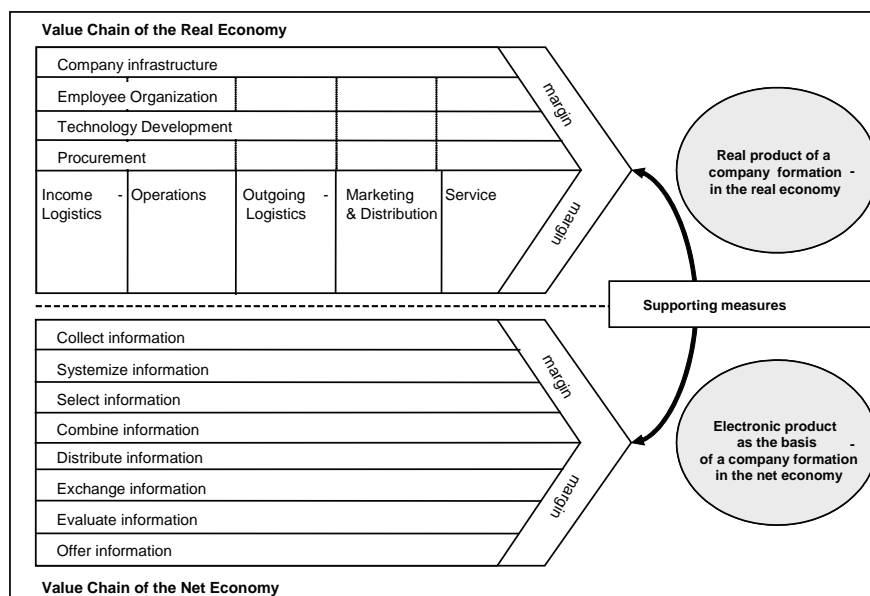 Value Chain of the Real Economy
Company infrastructure
Employee Organization
Technology Development
Procurement
Income -
Logistics
Operations
Outgoing -
Logistics
Marketing
& Distribution
Service
margin
margin
Real product of a
company formation -
in the real economy
Supporting measures
Collect information
Systemize information
Select information
Combine information
Distribute information
Exchange information
Evaluate information
Offer information
margin
margin
Electronic product
as the basis -
of a company formation
in the net economy
Value Chain of the Net Economy